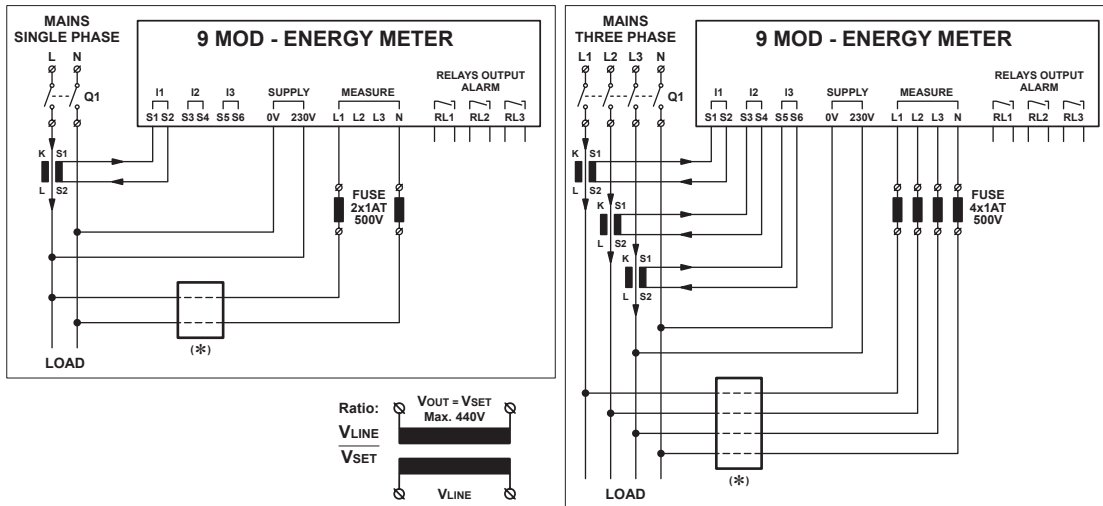 MAINS
SINGLE PHASE
L N
Q1
9 MOD - ENERGY METER
RELAYS OUTPUT
ALARM
I1 I2 I3 SUPPLY MEASURE
S1 S2 S3 S4 S5 S6 0V 230V L1 L2 L3 N RL1 RL2 RL3
K S1
L S2
FUSE
2x1AT
500V
(*)
LOAD
Ratio:
VLINE
VSET
VOUT = VSET
Max. 440V
VLINE
MAINS
THREE PHASE
L1 L2 L3 N
Q1
9 MOD - ENERGY METER
RELAYS OUTPUT
ALARM
I1 I2 I3 SUPPLY MEASURE
S1 S2 S3 S4 S5 S6 0V 230V L1 L2 L3 N RL1 RL2 RL3
K S1
L S2
K S1
L S2
K S1
L S2
FUSE
4x1AT
500V
(*)
LOAD